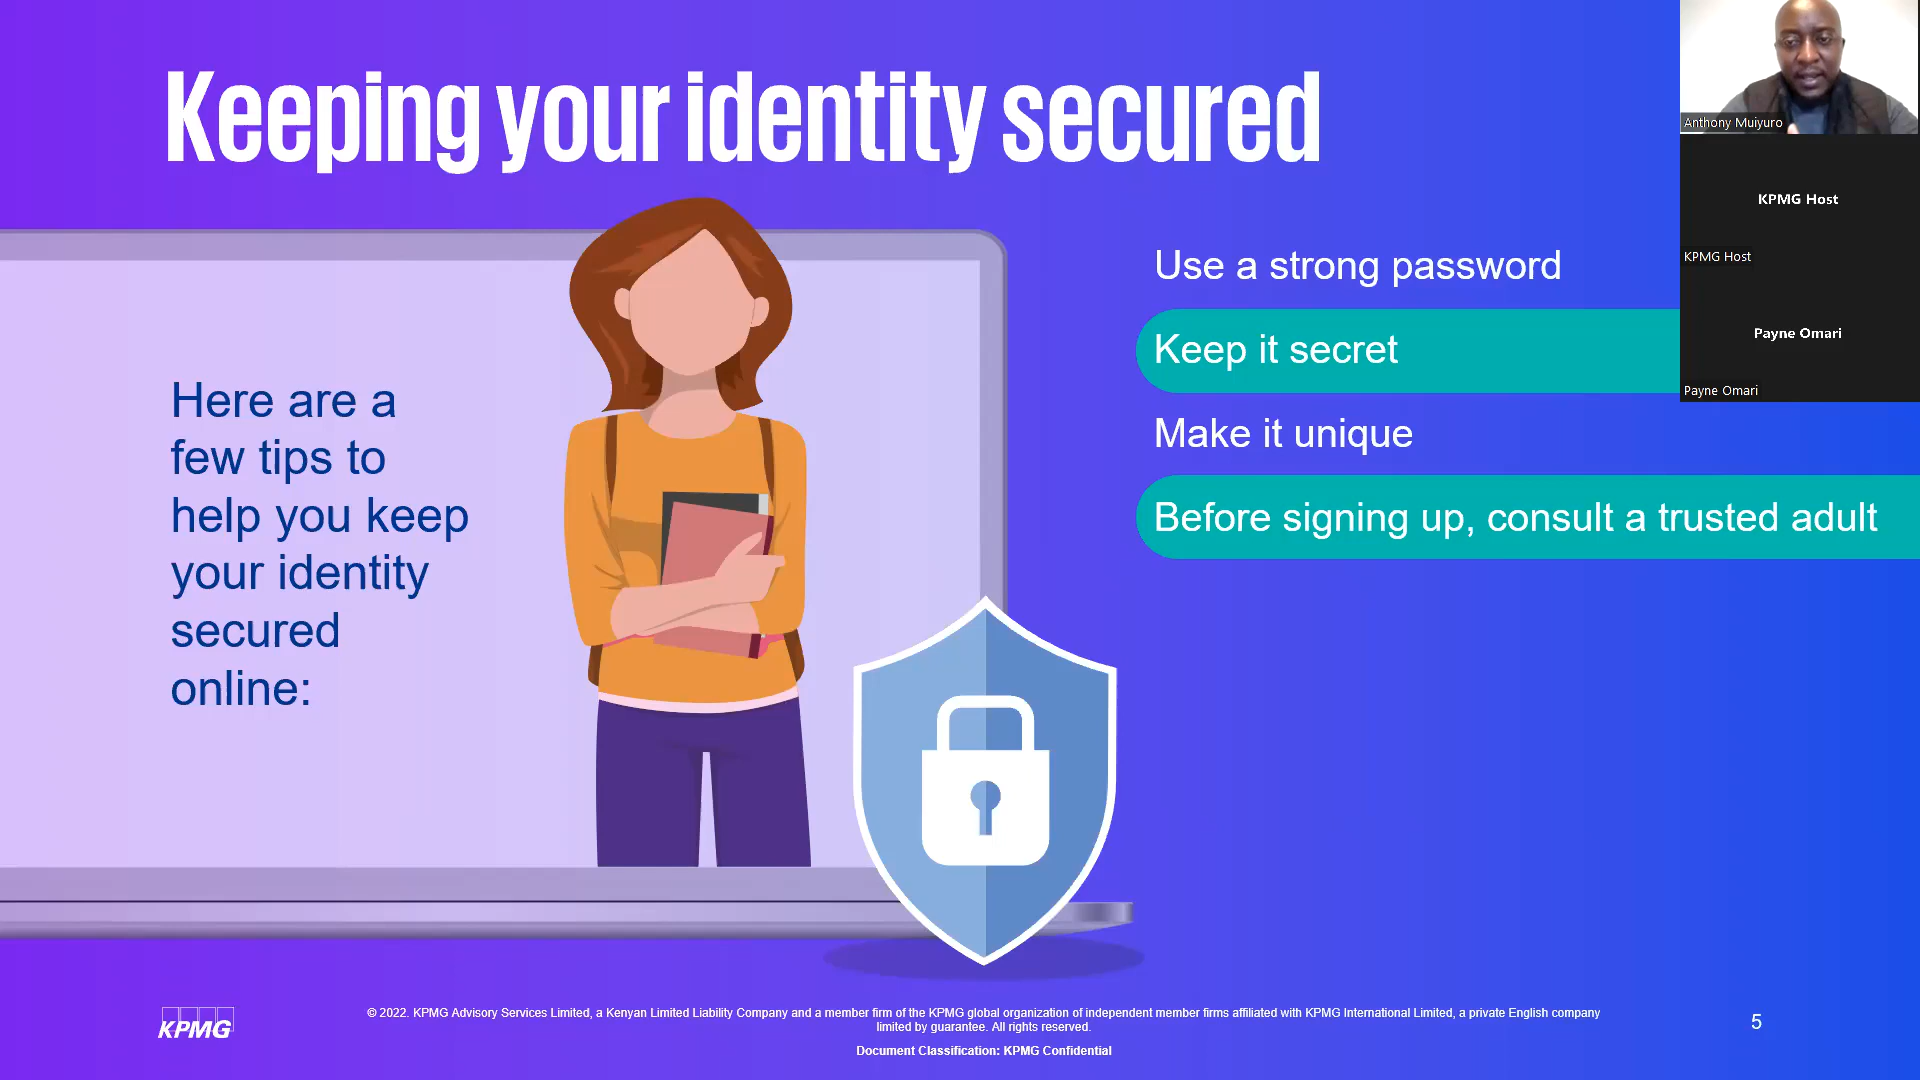 Keeping your identity secured
Here are a
few tips to
help you keep
your identity
secured
online:
Use a strong password
Keep it secret
Make it unique
Before signing up, consult a trusted adult
Anthony Muiyuro
KPMG Host
KPMG Host
Payne Omari
Payne Omari
KPMG
© 2022. KPMG Advisory Services Limited, a Kenyan Limited Liability Company and a member firm of the KPMG global organization of independent member firms affiliated with KPMG International Limited, a private English company
limited by guarantee. All rights reserved.
Document Classification: KPMG Confidential
5